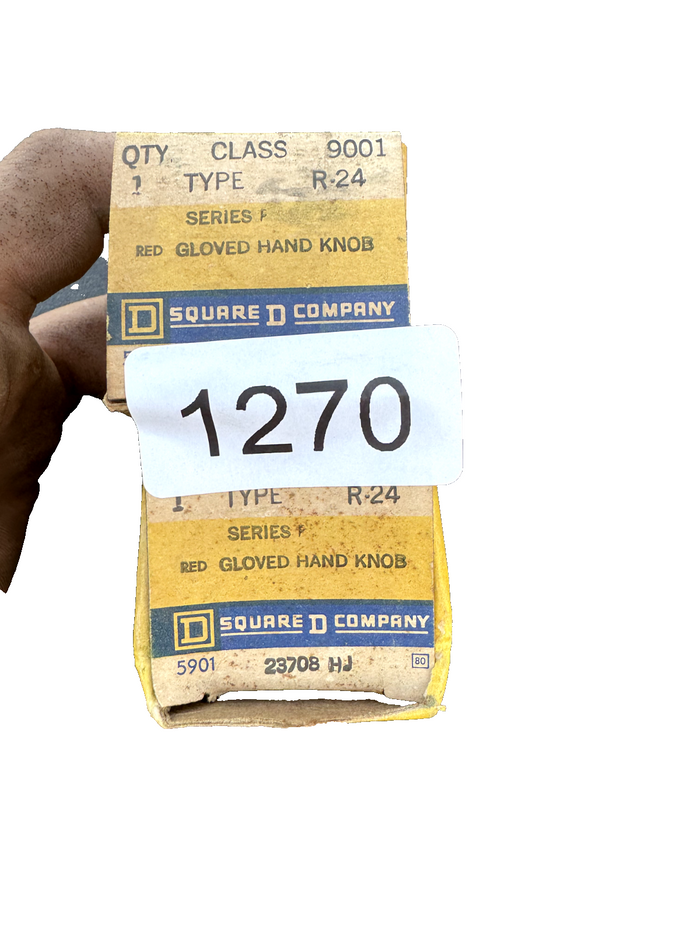 QTY CLASS 9001
1 TYPE R-24
SERIES F
RED GLOVED HAND KNOB
D SQUARE D COMPANY
1270
1 TYPE R-24
SERIES F
RED GLOVED HAND KNOB
D SQUARE D COMPANY
5901 23708 HJ 80